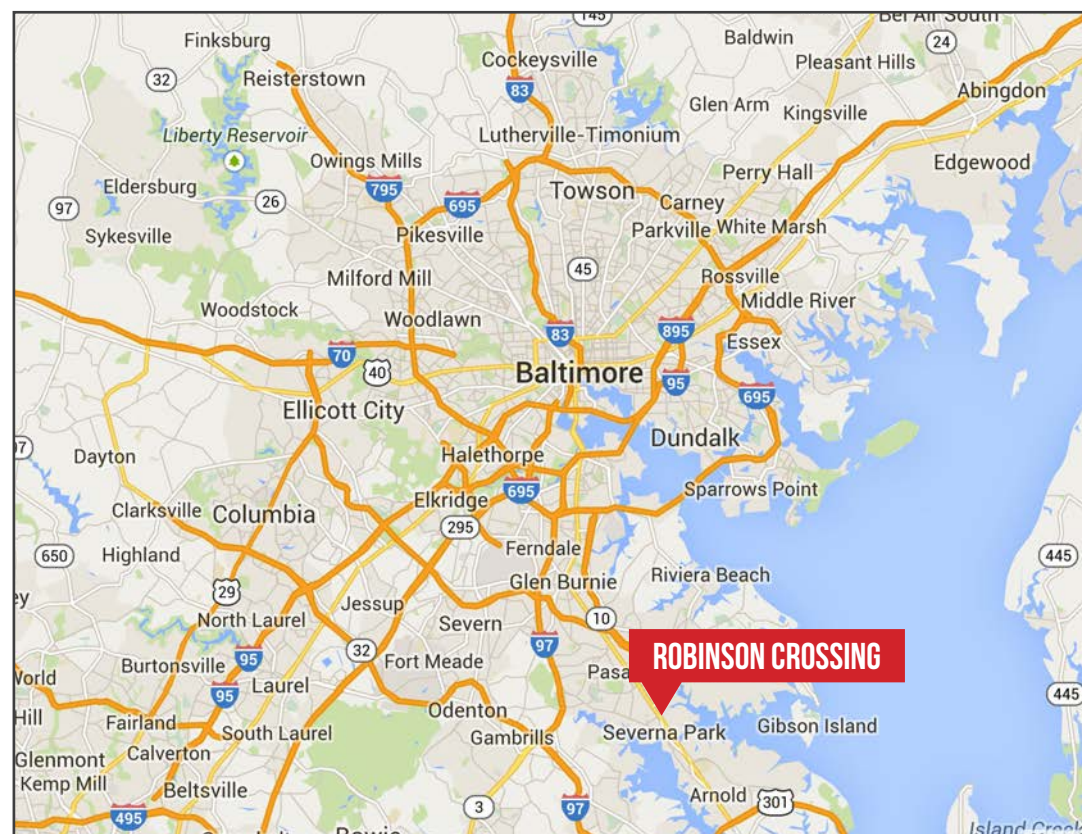 145
Bel Air South
Finksburg
Baldwin
24
Cockeysville
Pleasant Hills
32
Reisterstown
83
Abingdon
Glen Arm
Kingsville
Liberty Reservoir
Lutherville-Timonium
Owings Mills
Edgewood
Perry Hall
Eldersburg
795
Towson
26
695
Carney
97
Pikesville
Parkville
White Marsh
Sykesville
45
Milford Mill
Rossville
Middle River
Woodstock
Woodlawn
83
895
Essex
70
40
Baltimore
95
695
Ellicott City
Dundalk
Halethorpe
Dayton
695
Sparrows Point
Elkridge
Clarksville
Columbia
295
Highland
Ferndale
650
445
Glen Burnie
Riviera Beach
29
Jessup
10
North Laurel
Severn
97
32
ROBINSON CROSSING
95
Burtonsville
Fort Meade
Laurel
95
445
Odenton
Hill
Fairland
South Laurel
Gambrills
Severna Park
Gibson Island
Calverton
Glenmont
Kemp Mill
Beltsville
Arnold
3
97
301
495
Bowie
Island Creek